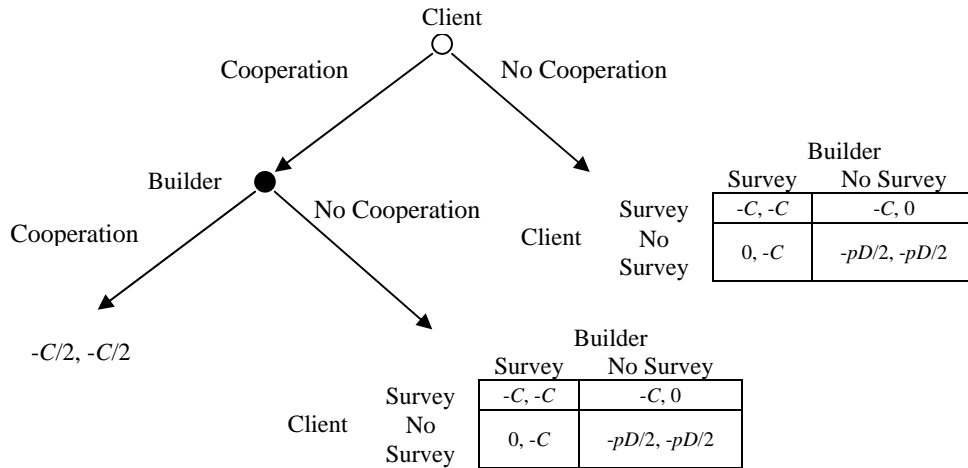 Client
Cooperation
No Cooperation
Builder
Survey No Survey
Survey -C, -C -C, 0
Client No Survey 0, -C -pD/2, -pD/2
Builder
Cooperation
No Cooperation
-C/2, -C/2
Builder
Survey No Survey
Survey -C, -C -C, 0
Client No Survey 0, -C -pD/2, -pD/2